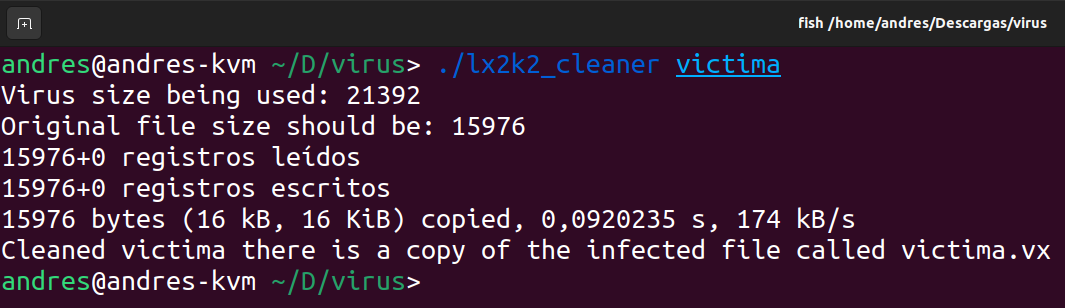 fish /home/andres/Descargas/virus
andres@andres-kvm ~/D/virus> ./lx2k2_cleaner victima
Virus size being used: 21392
Original file size should be: 15976
15976+0 registros leídos
15976+0 registros escritos
15976 bytes (16 kB, 16 KiB) copied, 0,0920235 s, 174 kB/s
Cleaned victima there is a copy of the infected file called victima.vx
andres@andres-kvm ~/D/virus>